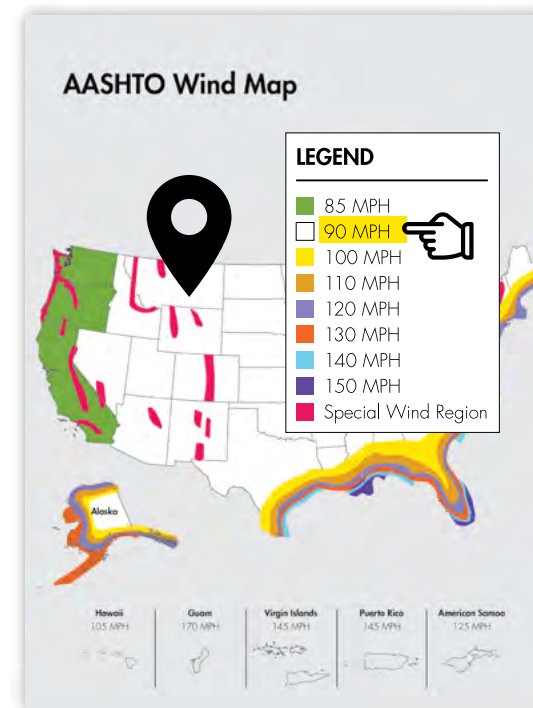 AASHTO Wind Map
LEGEND
85 MPH
90 MPH
100 MPH
110 MPH
120 MPH
130 MPH
140 MPH
150 MPH
Special Wind Region
Alaska
Hawaii
105 MPH
Guam
170 MPH
Virgin Islands
145 MPH
Puerto Rico
145 MPH
American Samoa
125 MPH